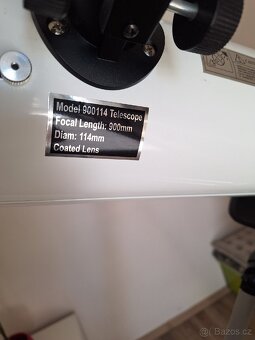 Model 900114 Telescope
Focal Length: 900mm
Diam: 114mm
Coated Lens
Bazos.cz